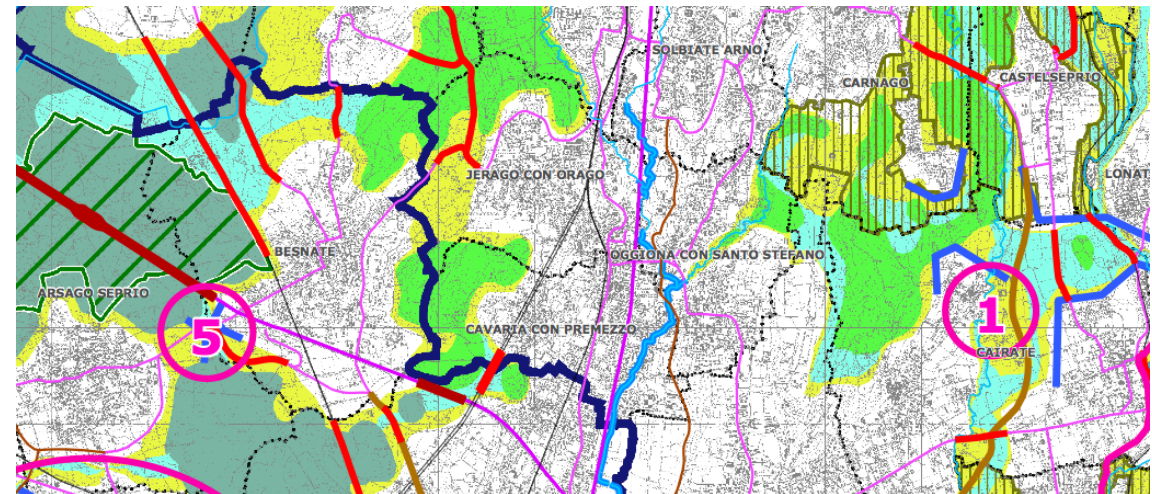 SOLBIATE ARNO
CARNAGO
CASTELSEPRIO
JERAGO CON ORAGO
LONAT
BESNATE
OGGIONA CON SANTO STEFANO
ARSAGO SEPRIO
5
CAVARIA CON PREMEZZO
1
CAIRATE